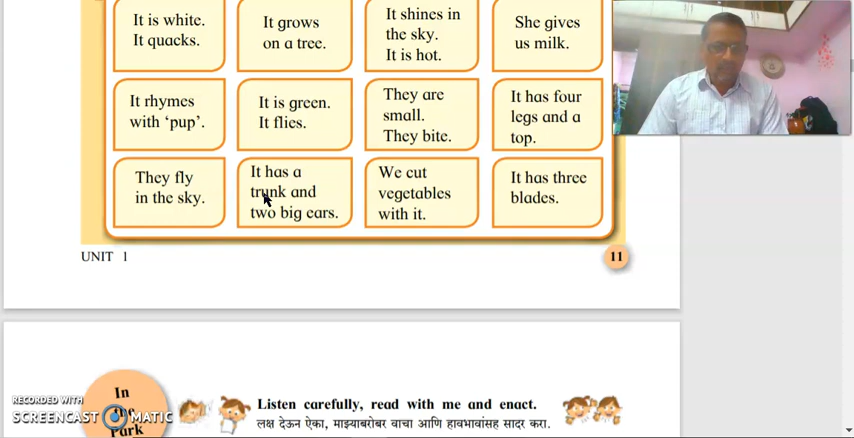 It is white.
It quacks.
It grows
on a tree.
It shines in
the sky.
It is hot.
She gives
us milk.
It rhymes
with ‘pup’.
It is green.
It flies.
They are
small.
They bite.
It has four
legs and a
top.
They fly
in the sky.
It has a
trunk and
two big ears.
We cut
vegetables
with it.
It has three
blades.
UNIT 1
11
In
the
Park
Listen carefully, read with me and enact.
लक्ष देऊन ऐका, माझ्याबरोबर वाचा आणि हावभावांसह सादर करा.
RECORDED WITH
SCREENCAST MATIC